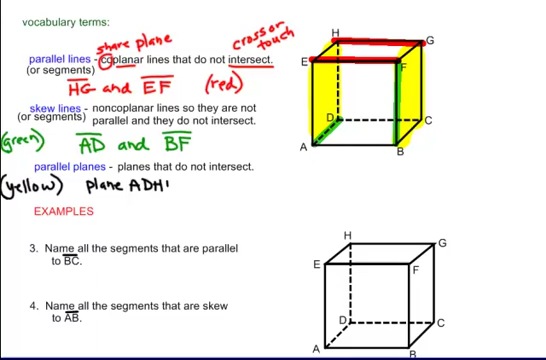 vocabulary terms:
share plane
cross or
touch
parallel lines - coplanar lines that do not intersect.
(or segments)
HG and EF (red)
skew lines - noncoplanar lines so they are not
(or segments) parallel and they do not intersect.
(green) AD and BF
parallel planes - planes that do not intersect.
(yellow) plane ADH
EXAMPLES
3. Name all the segments that are parallel
to BC.
4. Name all the segments that are skew
to AB.
H
G
E
F
D
C
A
B
H
G
E
F
D
C
A
B